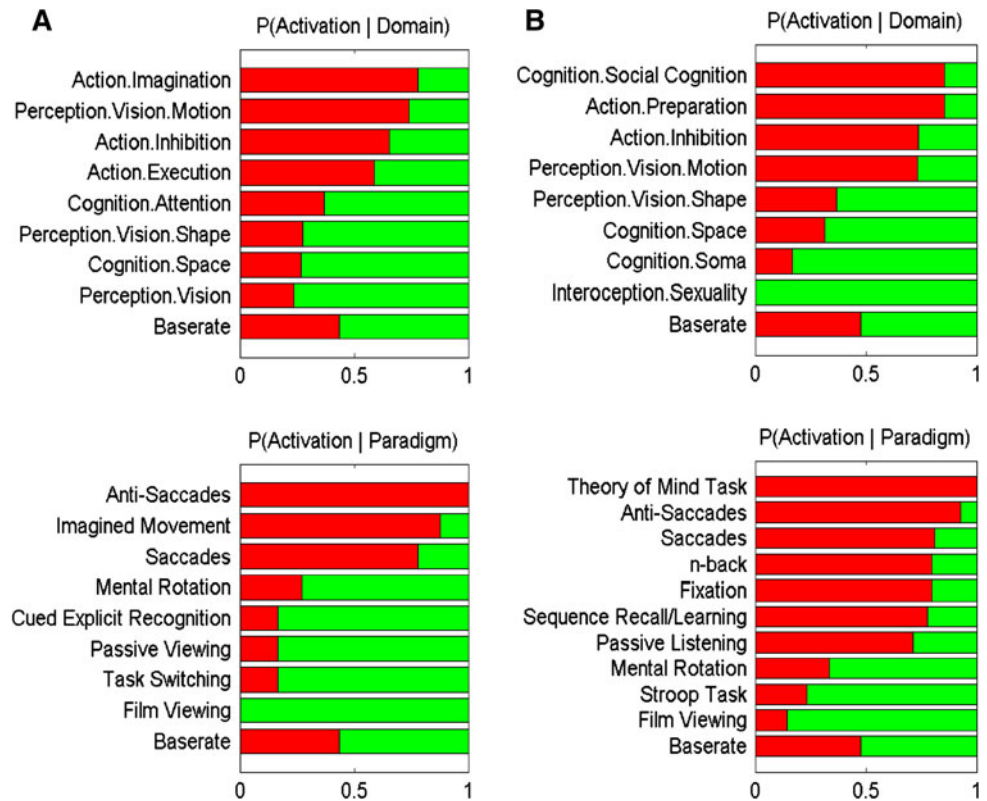 A
P(Activation | Domain)
Action.Imagination
Perception.Vision.Motion
Action.Inhibition
Action.Execution
Cognition.Attention
Perception.Vision.Shape
Cognition.Space
Perception.Vision
Baserate
0 0.5 1
P(Activation | Paradigm)
Anti-Saccades
Imagined Movement
Saccades
Mental Rotation
Cued Explicit Recognition
Passive Viewing
Task Switching
Film Viewing
Baserate
0 0.5 1
B
P(Activation | Domain)
Cognition.Social Cognition
Action.Preparation
Action.Inhibition
Perception.Vision.Motion
Perception.Vision.Shape
Cognition.Space
Cognition.Soma
Interoception.Sexuality
Baserate
0 0.5 1
P(Activation | Paradigm)
Theory of Mind Task
Anti-Saccades
Saccades
n-back
Fixation
Sequence Recall/Learning
Passive Listening
Mental Rotation
Stroop Task
Film Viewing
Baserate
0 0.5 1